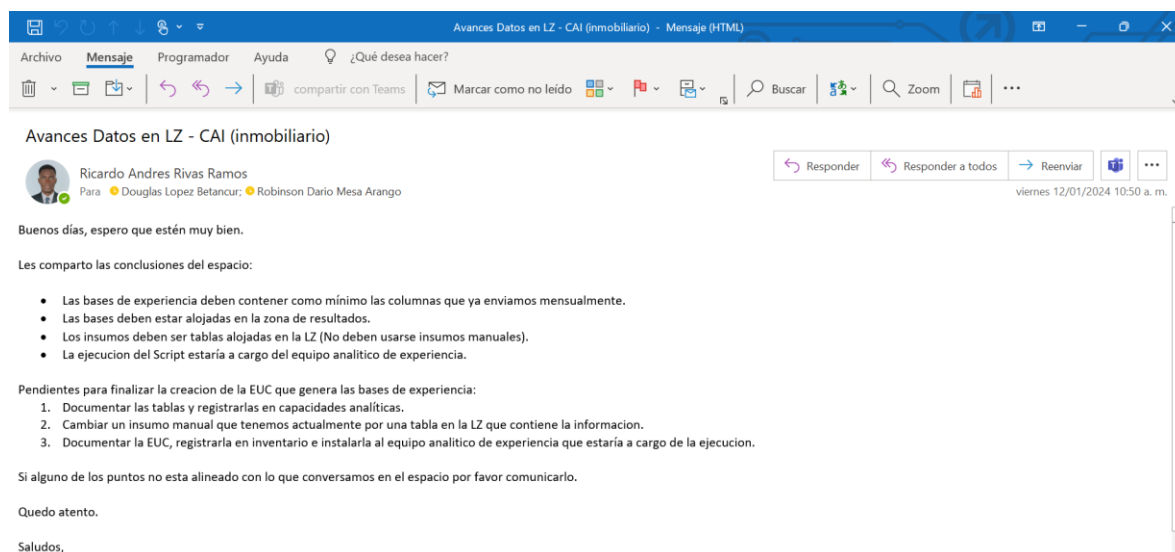 Avances Datos en LZ - CAI (inmobiliario) - Mensaje (HTML)
Archivo Mensaje Programador Ayuda ¿Qué desea hacer?
compartir con Teams Marcar como no leído Buscar Zoom
Avances Datos en LZ - CAI (inmobiliario)
Ricardo Andres Rivas Ramos
Para Douglas Lopez Betancur; Robinson Dario Mesa Arango
Responder Responder a todos Reenviar
viernes 12/01/2024 10:50 a. m.
Buenos días, espero que estén muy bien.
Les comparto las conclusiones del espacio:
• Las bases de experiencia deben contener como mínimo las columnas que ya enviamos mensualmente.
• Las bases deben estar alojadas en la zona de resultados.
• Los insumos deben ser tablas alojadas en la LZ (No deben usarse insumos manuales).
• La ejecucion del Script estaría a cargo del equipo analitico de experiencia.
Pendientes para finalizar la creacion de la EUC que genera las bases de experiencia:
1. Documentar las tablas y registrarlas en capacidades analíticas.
2. Cambiar un insumo manual que tenemos actualmente por una tabla en la LZ que contiene la informacion.
3. Documentar la EUC, registrarla en inventario e instalarla al equipo analitico de experiencia que estaría a cargo de la ejecucion.
Si alguno de los puntos no esta alineado con lo que conversamos en el espacio por favor comunicarlo.
Quedo atento.
Saludos,